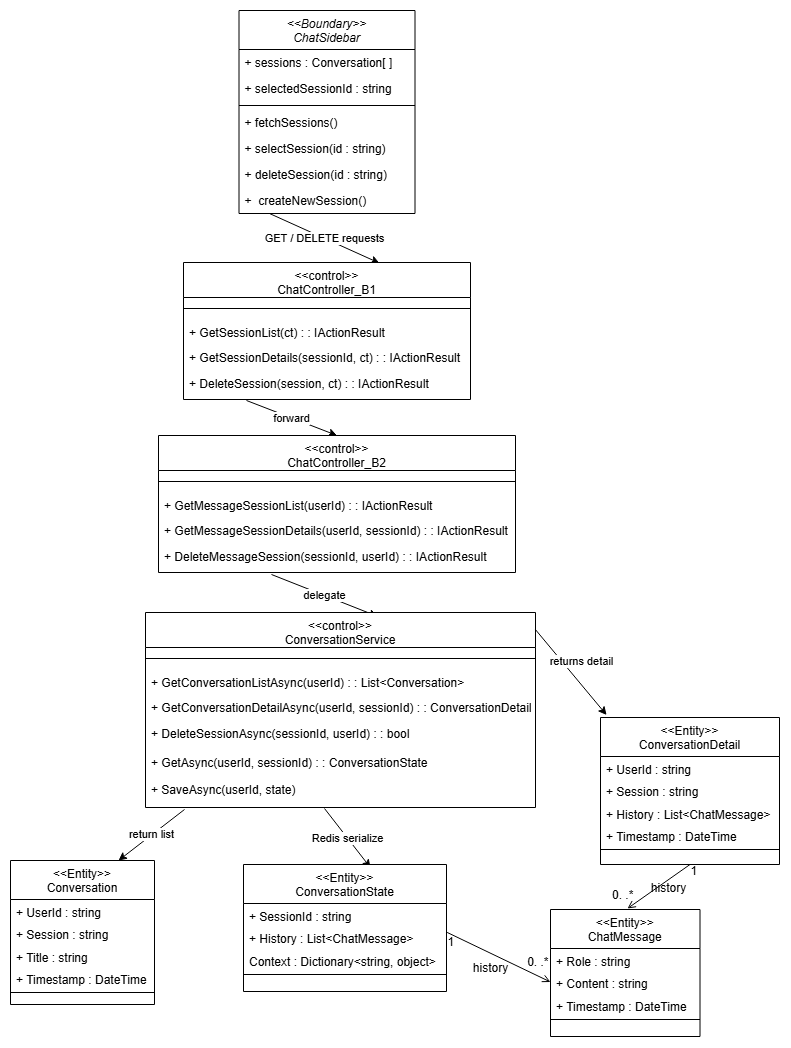 <<Boundary>>
ChatSidebar
+ sessions : Conversation[ ]
+ selectedSessionId : string
+ fetchSessions()
+ selectSession(id : string)
+ deleteSession(id : string)
+ createNewSession()
GET / DELETE requests
<<control>>
ChatController_B1
+ GetSessionList(ct) : : IActionResult
+ GetSessionDetails(sessionId, ct) : : IActionResult
+ DeleteSession(session, ct) : : IActionResult
forward
<<control>>
ChatController_B2
+ GetMessageSessionList(userId) : : IActionResult
+ GetMessageSessionDetails(userId, sessionId) : : IActionResult
+ DeleteMessageSession(sessionId, userId) : : IActionResult
delegate
<<control>>
ConversationService
+ GetConversationListAsync(userId) : : List<Conversation>
+ GetConversationDetailAsync(userId, sessionId) : : ConversationDetail
+ DeleteSessionAsync(sessionId, userId) : : bool
+ GetAsync(userId, sessionId) : : ConversationState
+ SaveAsync(userId, state)
returns detail
<<Entity>>
ConversationDetail
+ UserId : string
+ Session : string
+ History : List<ChatMessage>
+ Timestamp : DateTime
return list
Redis serialize
<<Entity>>
Conversation
+ UserId : string
+ Session : string
+ Title : string
+ Timestamp : DateTime
<<Entity>>
ConversationState
+ SessionId : string
+ History : List<ChatMessage>
Context : Dictionary<string, object>
1
history
0. .*
1
history
0. .*
<<Entity>>
ChatMessage
+ Role : string
+ Content : string
+ Timestamp : DateTime